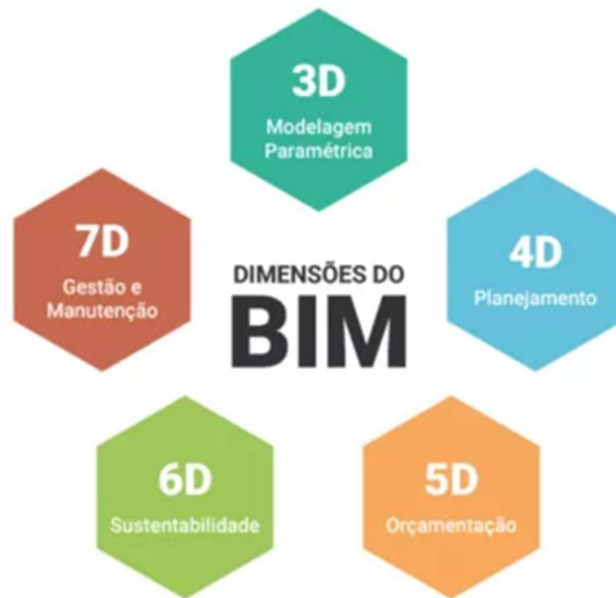 3D
Modelagem
Paramétrica
7D
Gestão e
Manutenção
DIMENSÕES DO
BIM
4D
Planejamento
6D
Sustentabilidade
5D
Orçamentação